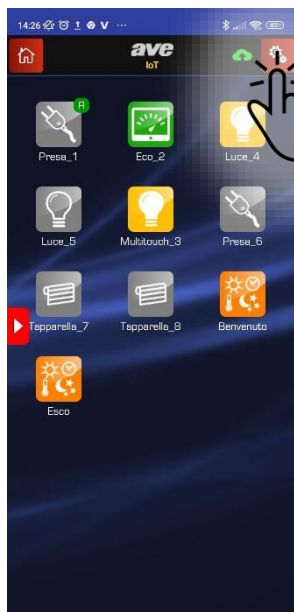 14:26
ave
IoT
R
Presa_1
Eco_2
Luce_4
Luce_5
Multitouch_3
Presa_6
Tapparella_7
Tapparella_8
Benvenuto
Esco